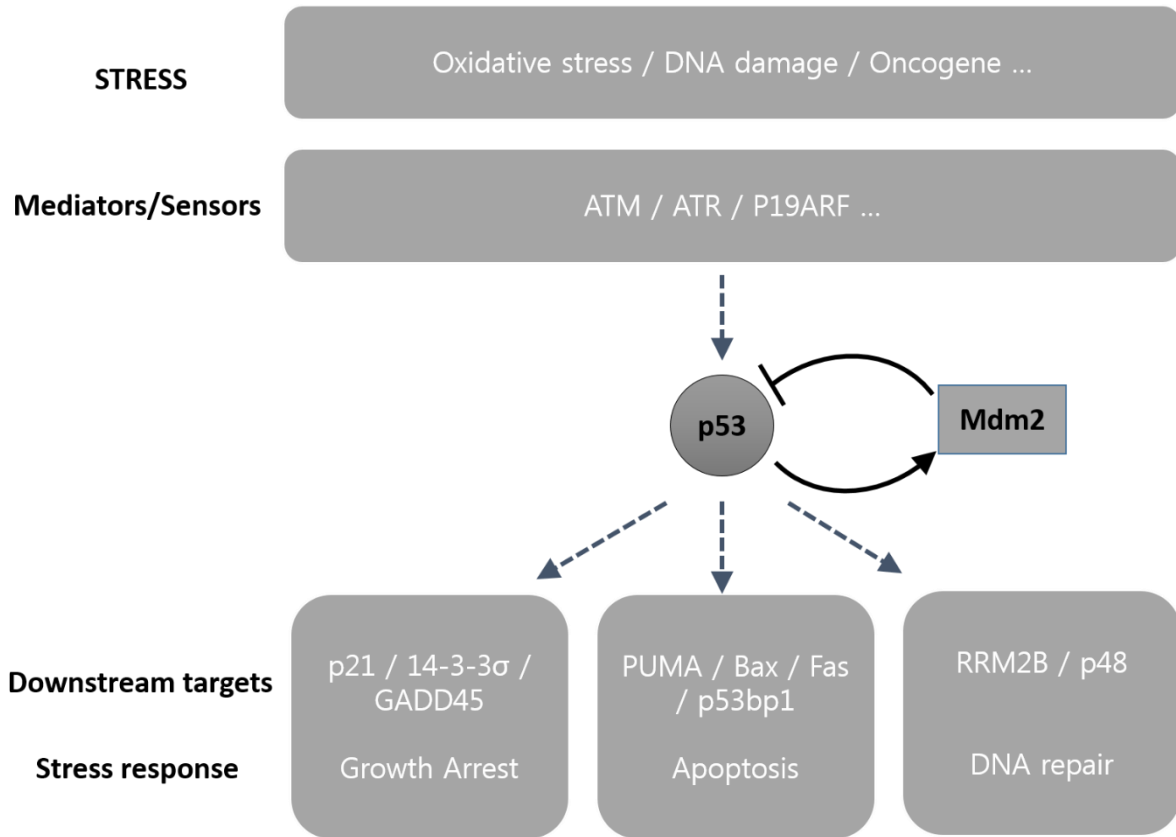 STRESS
Oxidative stress / DNA damage / Oncogene ...
Mediators/Sensors
ATM / ATR / P19ARF ...
p53
Mdm2
Downstream targets
p21 / 14-3-3σ /
GADD45
PUMA / Bax / Fas
/ p53bp1
RRM2B / p48
Stress response
Growth Arrest
Apoptosis
DNA repair